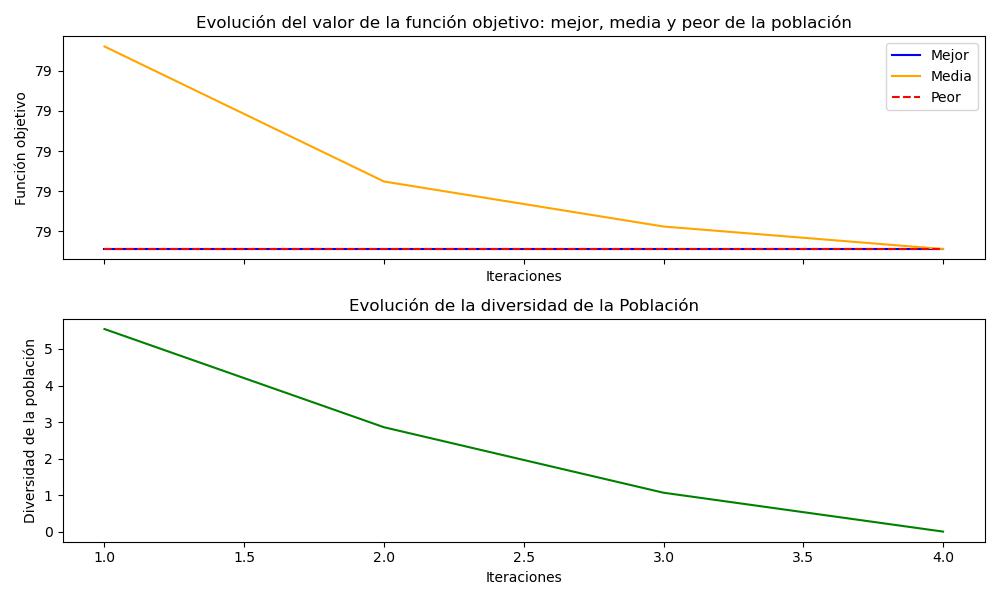 Evolución del valor de la función objetivo: mejor, media y peor de la población
Función objetivo
79
79
79
79
79
Mejor
Media
Peor
Iteraciones
Evolución de la diversidad de la Población
Diversidad de la población
5
4
3
2
1
0
1.0 1.5 2.0 2.5 3.0 3.5 4.0
Iteraciones